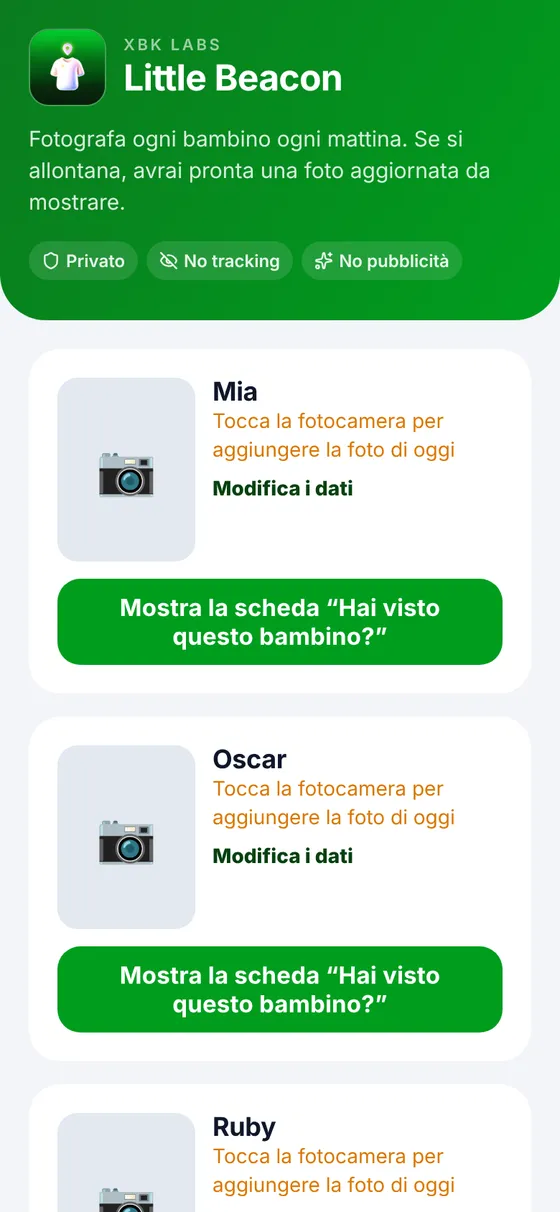 XBK LABS
Little Beacon
Fotografa ogni bambino ogni mattina. Se si
allontana, avrai pronta una foto aggiornata da
mostrare.
Privato
No tracking
No pubblicità
Mia
Tocca la fotocamera per
aggiungere la foto di oggi
Modifica i dati
Mostra la scheda “Hai visto
questo bambino?”
Oscar
Tocca la fotocamera per
aggiungere la foto di oggi
Modifica i dati
Mostra la scheda “Hai visto
questo bambino?”
Ruby
Tocca la fotocamera per
aggiungere la foto di oggi